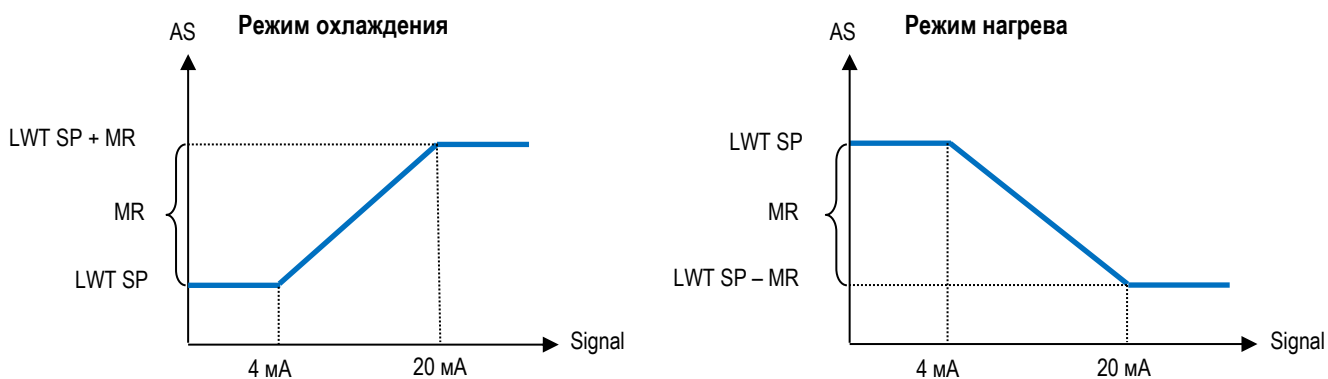 Режим охлаждения
AS
LWT SP + MR
MR
LWT SP
4 мА
20 мА
Signal
Режим нагрева
AS
LWT SP
MR
LWT SP – MR
4 мА
20 мА
Signal